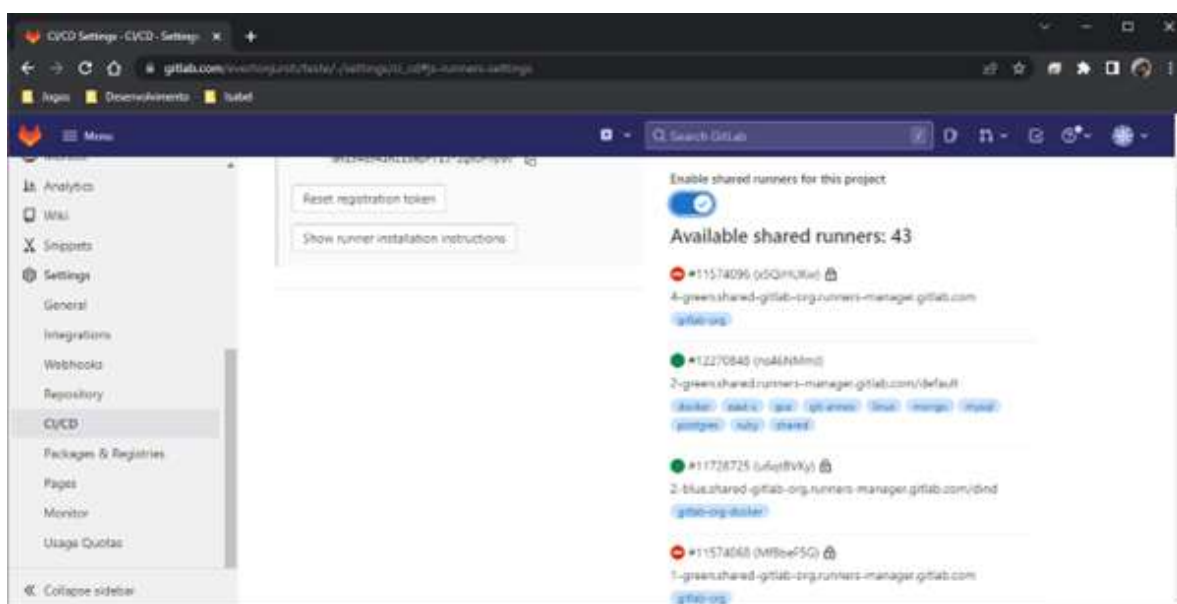 CI/CD Settings · CI/CD · Settings
gitlab.com
Jogos
Desenvolvimento
Isabel
Menu
Search GitLab
Monitor
Analytics
Wiki
Snippets
Settings
General
Integrations
Webhooks
Repository
CI/CD
Packages & Registries
Pages
Monitor
Usage Quotas
Collapse sidebar
Reset registration token
Show runner installation instructions
Enable shared runners for this project
Available shared runners: 43
#11574096
4-green.shared-gitlab-org.runners-manager.gitlab.com
gitlab-org
#12270848
2-green.shared.runners-manager.gitlab.com/default
docker east-c gce git-annex linux mongo mysql
postgres ruby shared
#11728725
2-blue.shared-gitlab-org.runners-manager.gitlab.com/dind
gitlab-org-docker
#11574068
1-green.shared-gitlab-org.runners-manager.gitlab.com
gitlab-org